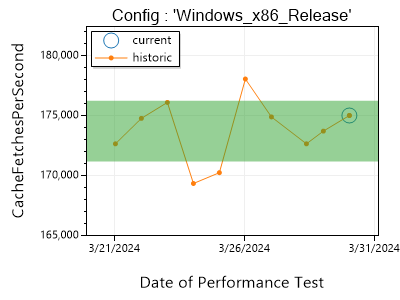 Config : 'Windows_x86_Release'
current
historic
180,000
175,000
170,000
165,000
CacheFetchesPerSecond
3/21/2024
3/26/2024
3/31/2024
Date of Performance Test